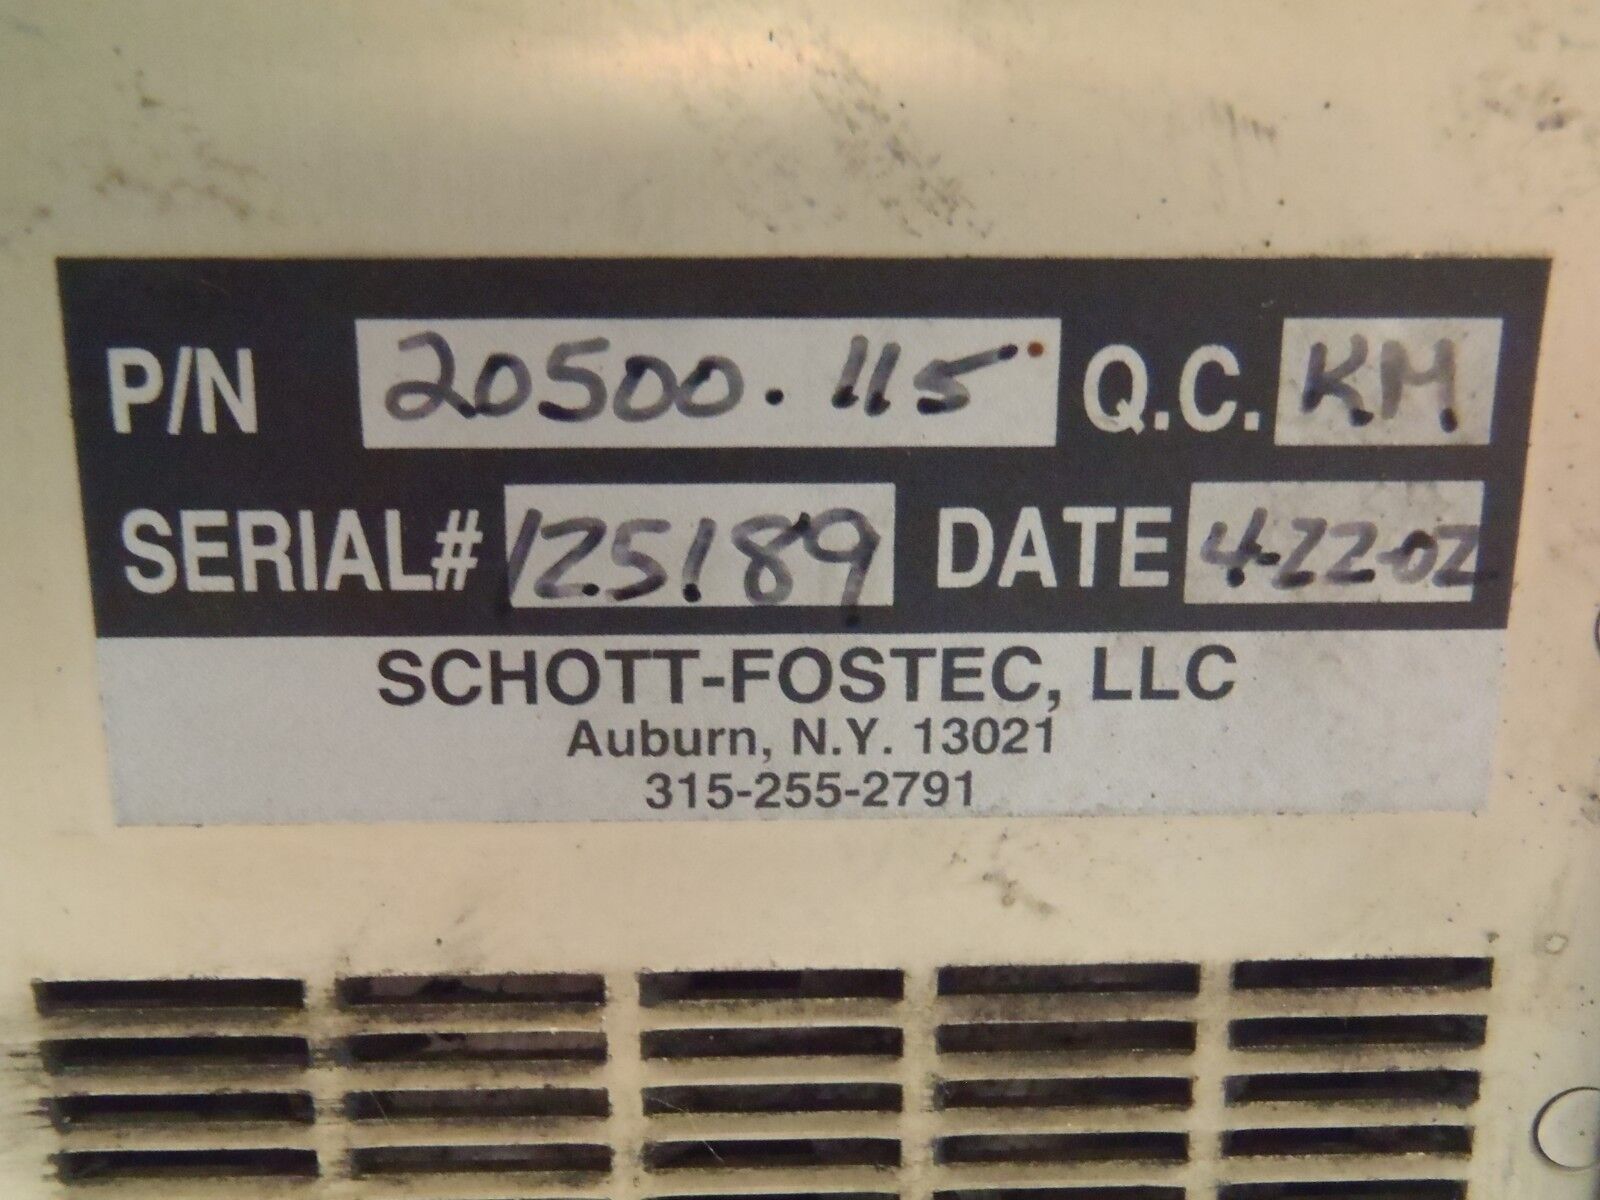 P/N 20500.115 Q.C. KM
SERIAL# 125189 DATE 4-22-02
SCHOTT-FOSTEC, LLC
Auburn, N.Y. 13021
315-255-2791